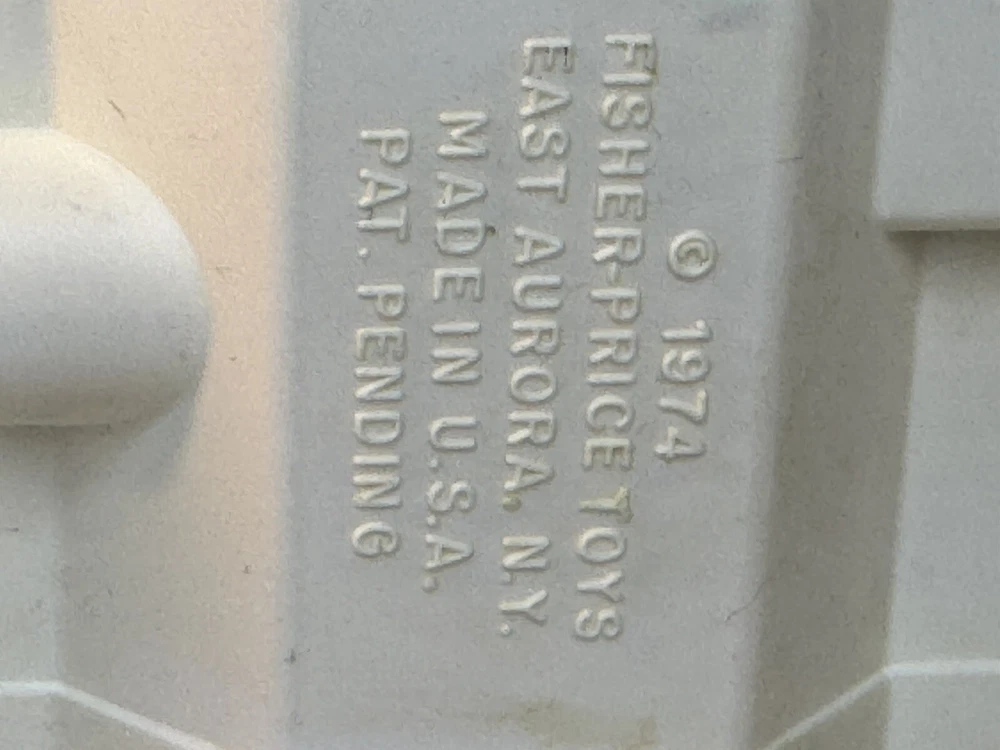 © 1974
FISHER-PRICE TOYS
EAST AURORA, N.Y.
MADE IN U.S.A.
PAT. PENDING